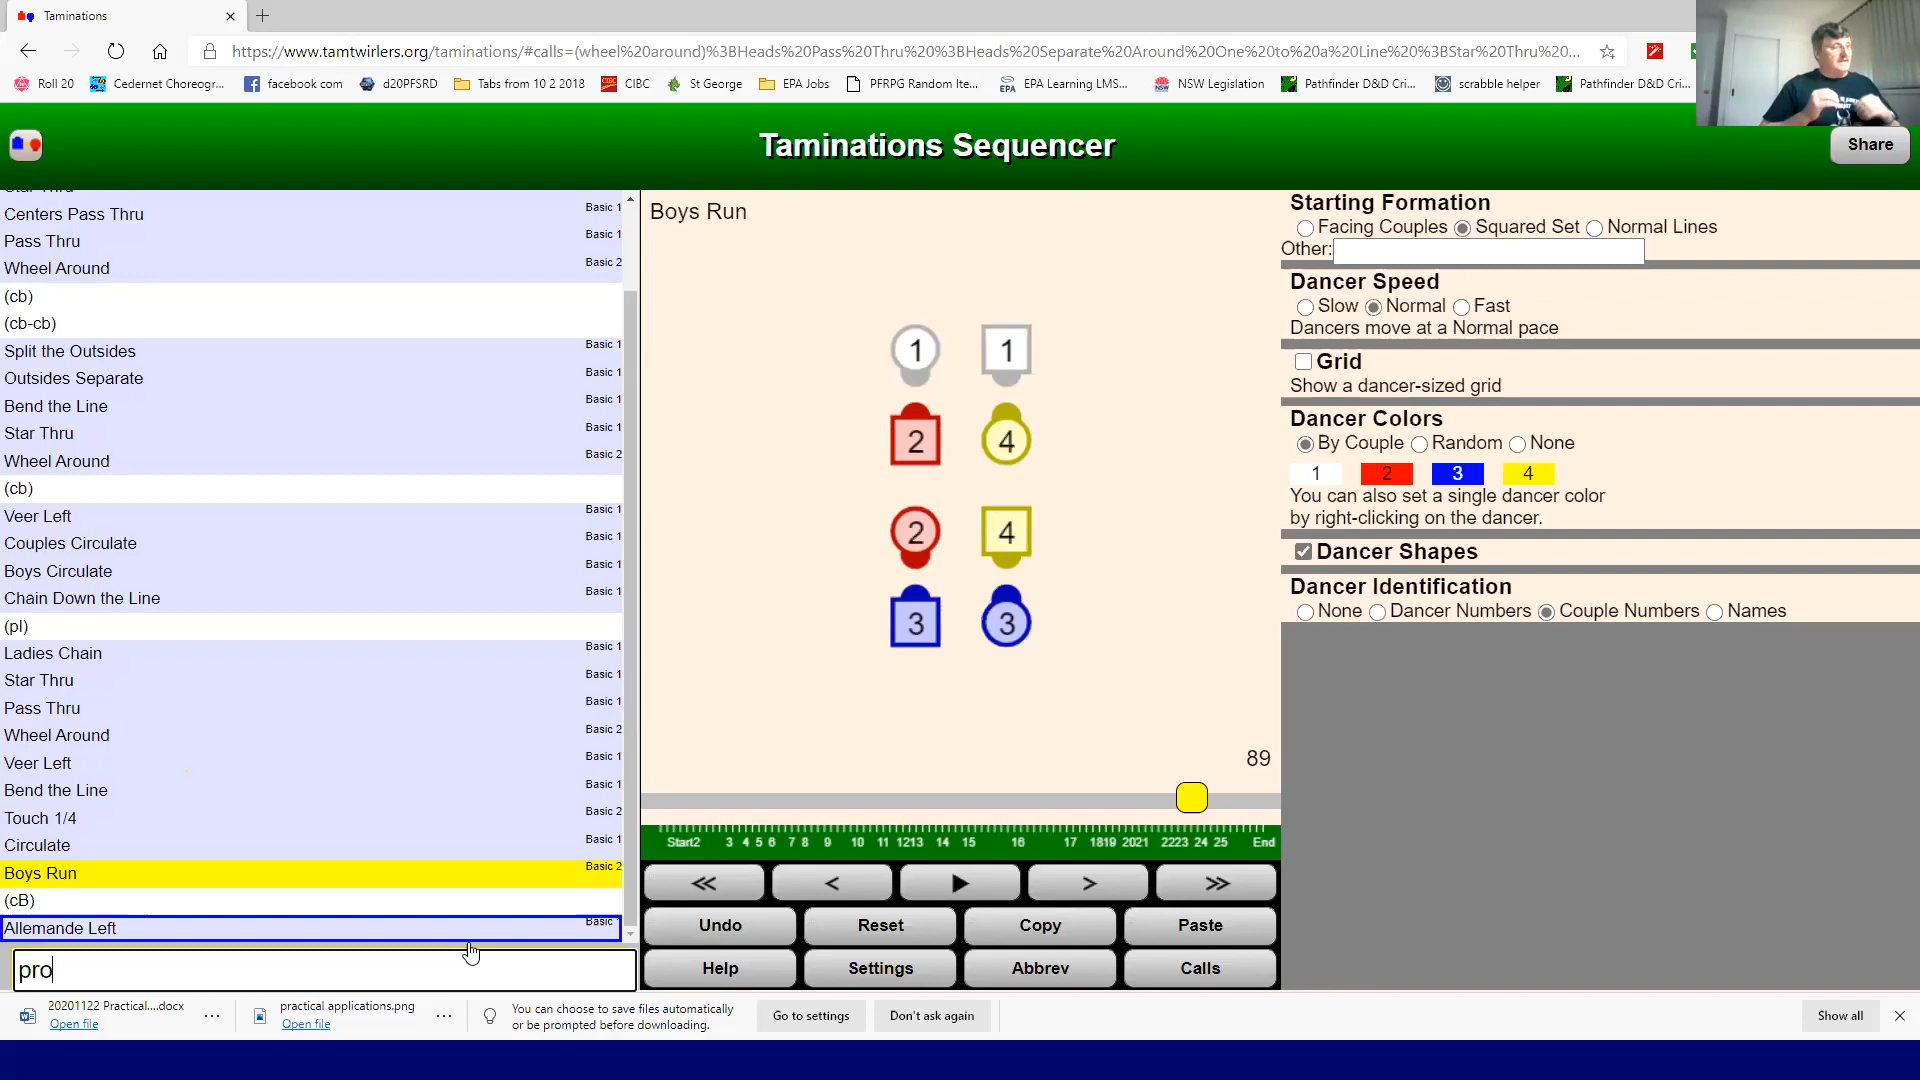 Taminations
https://www.tamtwirlers.org/taminations/#calls=(wheel%20around)%3BHeads%20Pass%20Thru%20%3BHeads%20Separate%20Around%20One%20to%20a%20Line%20%3BStar%20Thru%20...
Roll 20
Cedernet Choreogr...
facebook com
d20PFSRD
Tabs from 10 2 2018
CIBC
St George
EPA Jobs
PFRPG Random Ite...
EPA Learning LMS...
NSW Legislation
Pathfinder D&D Cri...
scrabble helper
Pathfinder D&D Cri...
Taminations Sequencer
Share
Star Thru
Centers Pass Thru Basic 1
Pass Thru Basic 1
Wheel Around Basic 2
(cb)
(cb-cb)
Split the Outsides Basic 1
Outsides Separate Basic 1
Bend the Line Basic 1
Star Thru Basic 1
Wheel Around Basic 2
(cb)
Veer Left Basic 1
Couples Circulate Basic 1
Boys Circulate Basic 1
Chain Down the Line Basic 1
(pl)
Ladies Chain Basic 1
Star Thru Basic 1
Pass Thru Basic 1
Wheel Around Basic 2
Veer Left Basic 1
Bend the Line Basic 1
Touch 1/4 Basic 2
Circulate Basic 1
Boys Run Basic 2
(cB)
Allemande Left Basic
pro
Boys Run
1 1
2 4
2 4
3 3
89
Start2 3 4 5 6 7 8 9 10 11 1213 14 15 16 17 1819 2021 2223 24 25 End
≪ < ▶ > ≫
Undo Reset Copy Paste
Help Settings Abbrev Calls
Starting Formation
Facing Couples Squared Set Normal Lines
Other:
Dancer Speed
Slow Normal Fast
Dancers move at a Normal pace
Grid
Show a dancer-sized grid
Dancer Colors
By Couple Random None
1 2 3 4
You can also set a single dancer color
by right-clicking on the dancer.
Dancer Shapes
Dancer Identification
None Dancer Numbers Couple Numbers Names
20201122 Practical....docx
Open file
practical applications.png
Open file
You can choose to save files automatically
or be prompted before downloading.
Go to settings
Don't ask again
Show all